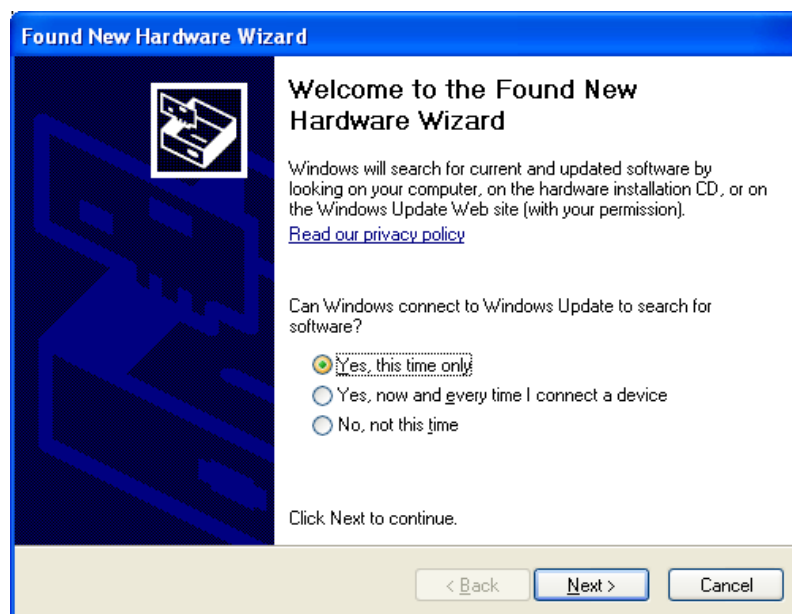 Found New Hardware Wizard
Welcome to the Found New
Hardware Wizard
Windows will search for current and updated software by
looking on your computer, on the hardware installation CD, or on
the Windows Update Web site (with your permission).
Read our privacy policy
Can Windows connect to Windows Update to search for
software?
Yes, this time only
Yes, now and every time I connect a device
No, not this time
Click Next to continue.
< Back
Next >
Cancel